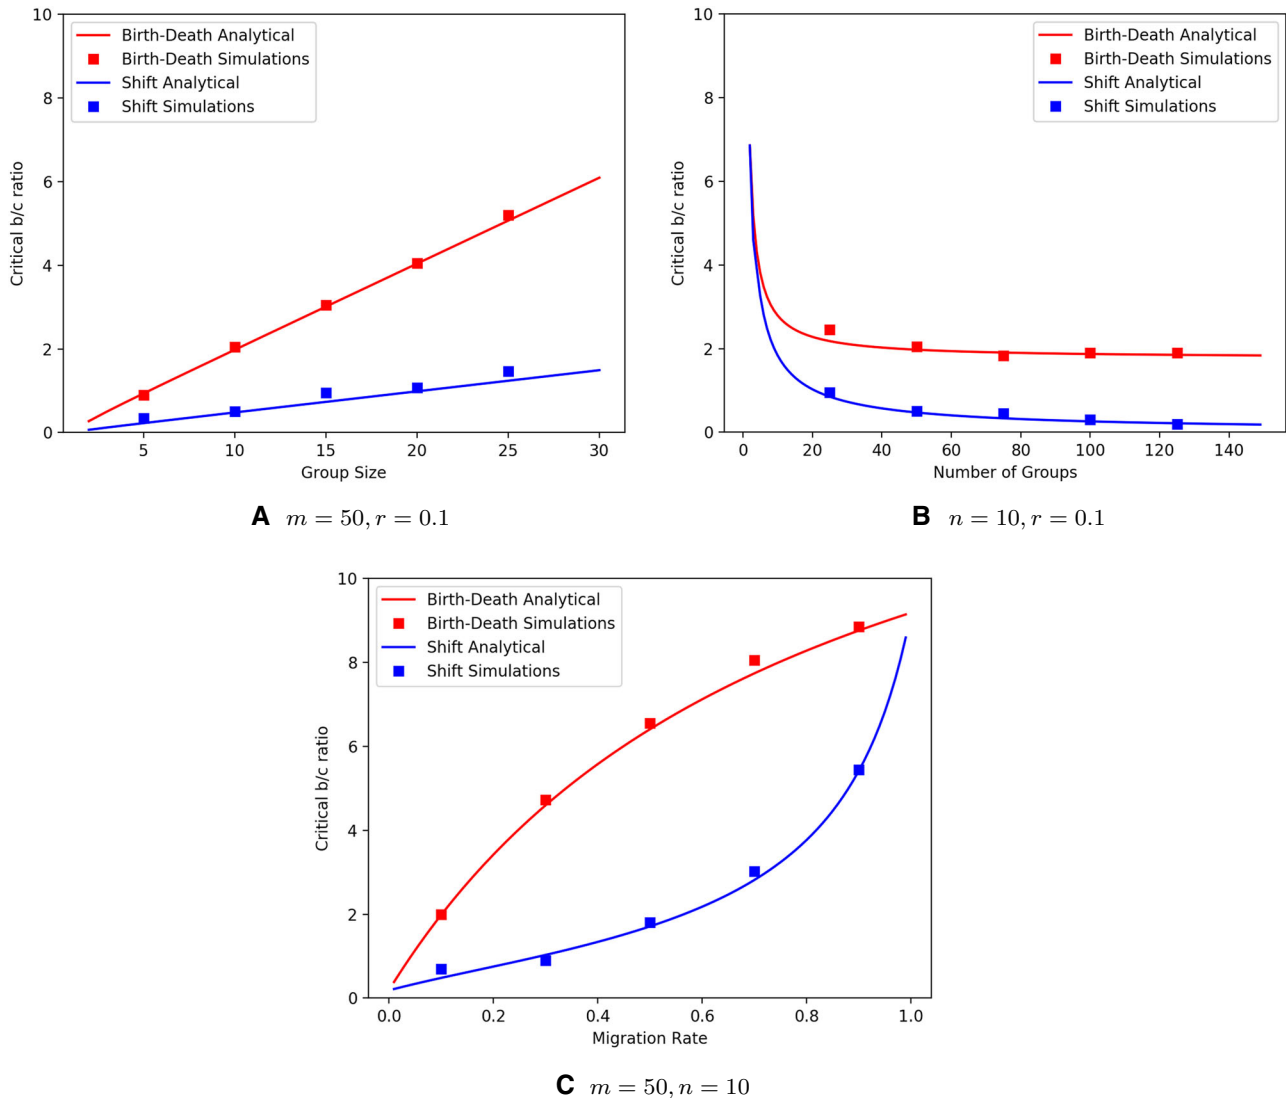 10
8
6
4
2
0
Critical b/c ratio
Birth-Death Analytical
Birth-Death Simulations
Shift Analytical
Shift Simulations
5 10 15 20 25 30
Group Size
A m = 50, r = 0.1
10
8
6
4
2
0
Critical b/c ratio
Birth-Death Analytical
Birth-Death Simulations
Shift Analytical
Shift Simulations
0 20 40 60 80 100 120 140
Number of Groups
B n = 10, r = 0.1
10
8
6
4
2
0
Critical b/c ratio
Birth-Death Analytical
Birth-Death Simulations
Shift Analytical
Shift Simulations
0.0 0.2 0.4 0.6 0.8 1.0
Migration Rate
C m = 50, n = 10